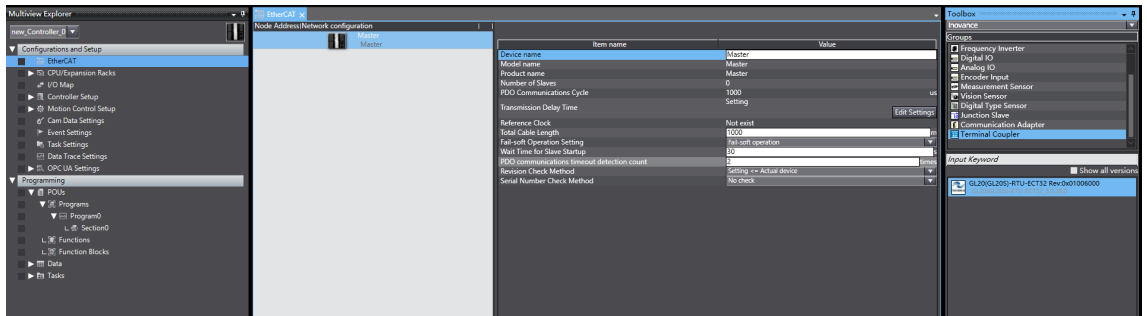 Multiview Explorer
new_Controller_0
Configurations and Setup
EtherCAT
CPU/Expansion Racks
I/O Map
Controller Setup
Motion Control Setup
Cam Data Settings
Event Settings
Task Settings
Data Trace Settings
OPC UA Settings
Programming
POUs
Programs
Program0
Section0
Functions
Function Blocks
Data
Tasks
EtherCAT
Node Address|Network configuration
Master
Master
Item name Value
Device name Master
Model name Master
Product name Master
Number of Slaves 0
PDO Communications Cycle 1000 us
Transmission Delay Time Setting
Edit Settings
Reference Clock Not exist
Total Cable Length 1000 m
Fail-soft Operation Setting Fail-soft operation
Wait Time for Slave Startup 30 s
PDO communications timeout detection count 2 times
Revision Check Method Setting <= Actual device
Serial Number Check Method No check
Toolbox
Inovance
Groups
Frequency Inverter
Digital IO
Analog IO
Encoder Input
Measurement Sensor
Vision Sensor
Digital Type Sensor
Junction Slave
Communication Adapter
Terminal Coupler
Input Keyword
Show all versions
GL20(GL20S)-RTU-ECT32 Rev:0x01006000